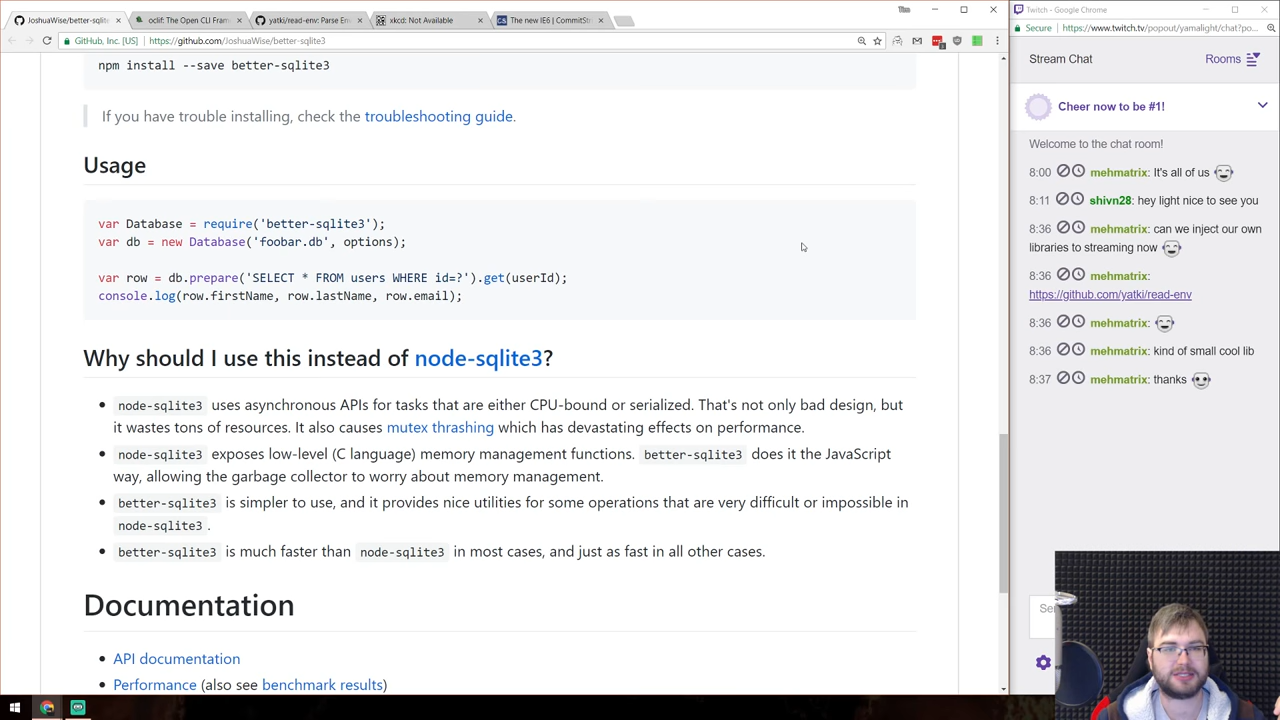 JoshuaWise/better-sqlite
oclif: The Open CLI Fram
yatki/read-env: Parse Env
xkcd: Not Available
The new IE6 | CommitStr
GitHub, Inc. [US]
https://github.com/JoshuaWise/better-sqlite3
npm install --save better-sqlite3
If you have trouble installing, check the troubleshooting guide.
Usage
var Database = require('better-sqlite3');
var db = new Database('foobar.db', options);
var row = db.prepare('SELECT * FROM users WHERE id=?').get(userId);
console.log(row.firstName, row.lastName, row.email);
Why should I use this instead of node-sqlite3?
• node-sqlite3 uses asynchronous APIs for tasks that are either CPU-bound or serialized. That's not only bad design, but
it wastes tons of resources. It also causes mutex thrashing which has devastating effects on performance.
• node-sqlite3 exposes low-level (C language) memory management functions. better-sqlite3 does it the JavaScript
way, allowing the garbage collector to worry about memory management.
• better-sqlite3 is simpler to use, and it provides nice utilities for some operations that are very difficult or impossible in
node-sqlite3 .
• better-sqlite3 is much faster than node-sqlite3 in most cases, and just as fast in all other cases.
Documentation
• API documentation
• Performance (also see benchmark results)
Twitch - Google Chrome
Secure
https://www.twitch.tv/popout/yamalight/chat?po...
Stream Chat
Rooms
Cheer now to be #1!
Welcome to the chat room!
8:00 mehmatrix: It's all of us
8:11 shivn28: hey light nice to see you
8:36 mehmatrix: can we inject our own
libraries to streaming now
8:36 mehmatrix:
https://github.com/yatki/read-env
8:36 mehmatrix:
8:36 mehmatrix: kind of small cool lib
8:37 mehmatrix: thanks